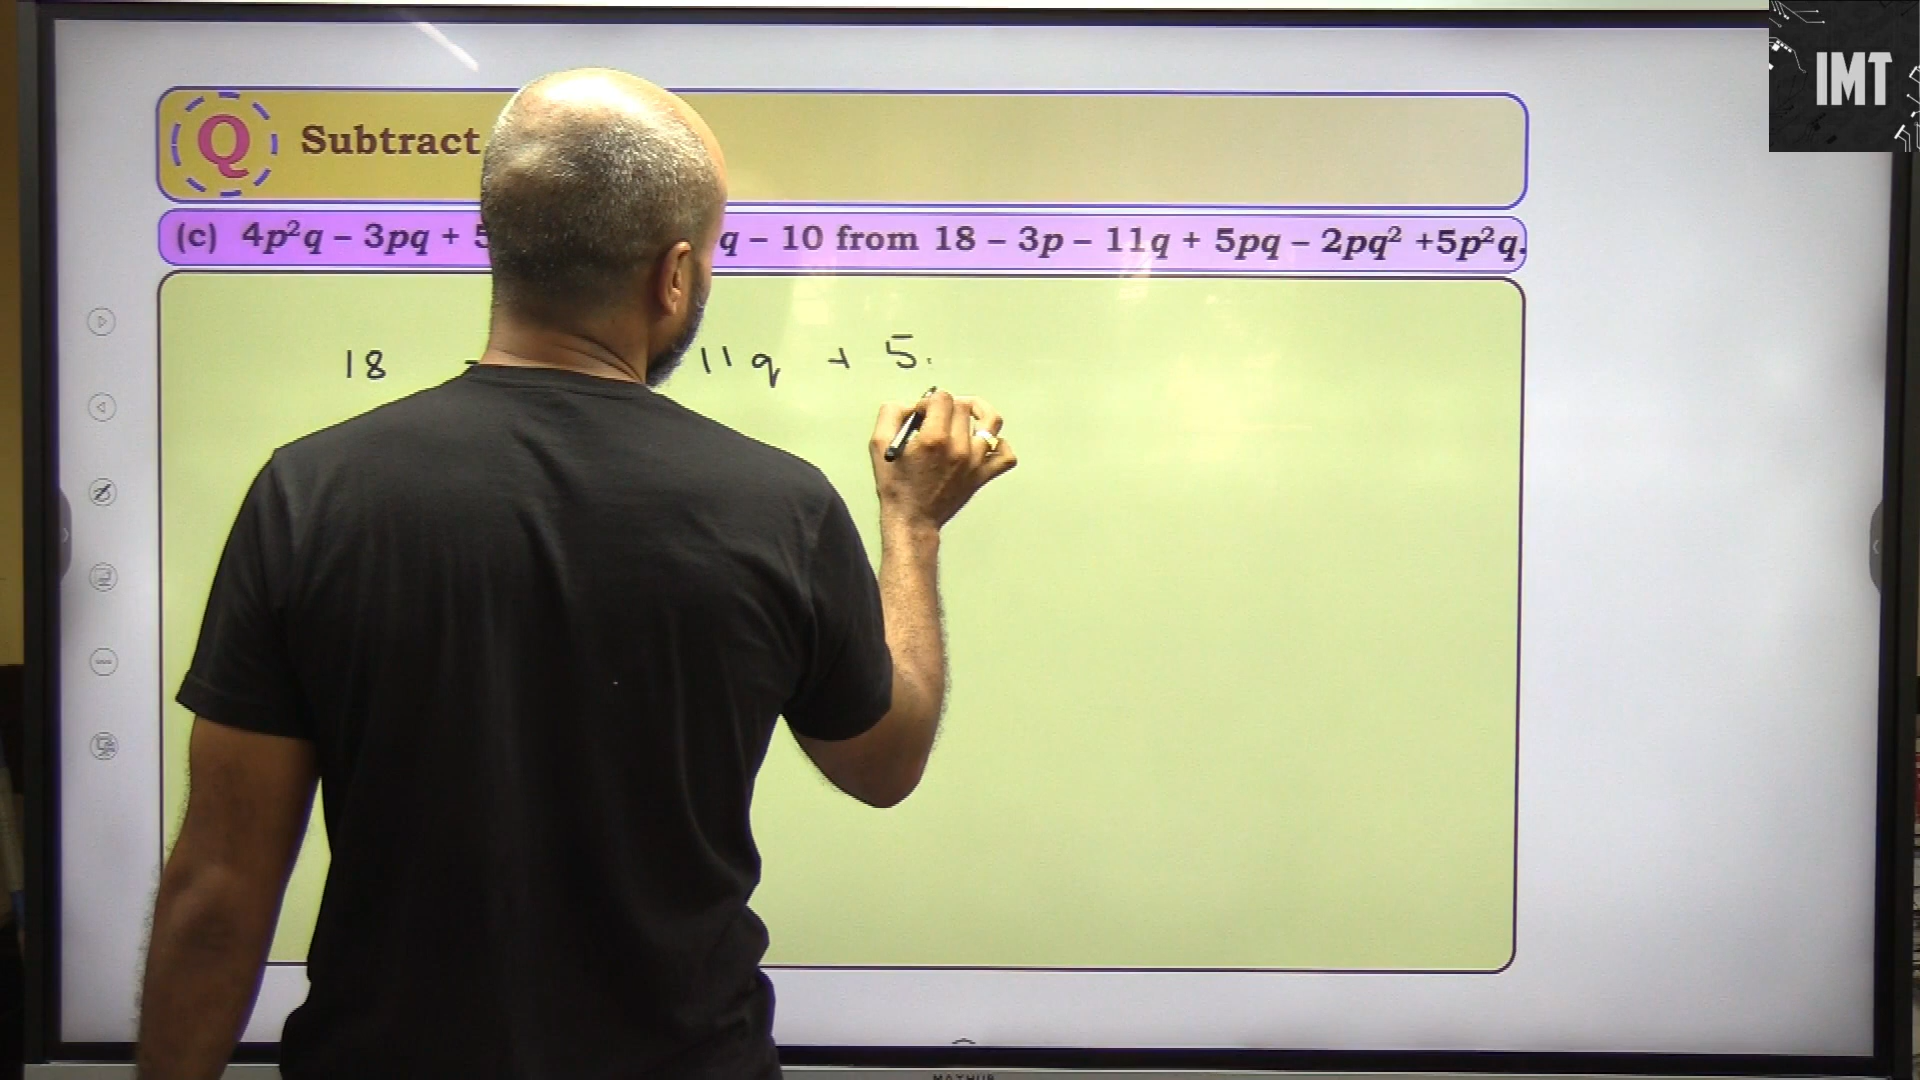 IMT
Q Subtract
(c) 4p²q – 3pq + 5 q – 10 from 18 – 3p – 11q + 5pq – 2pq² +5p²q.
18 - 11q + 5